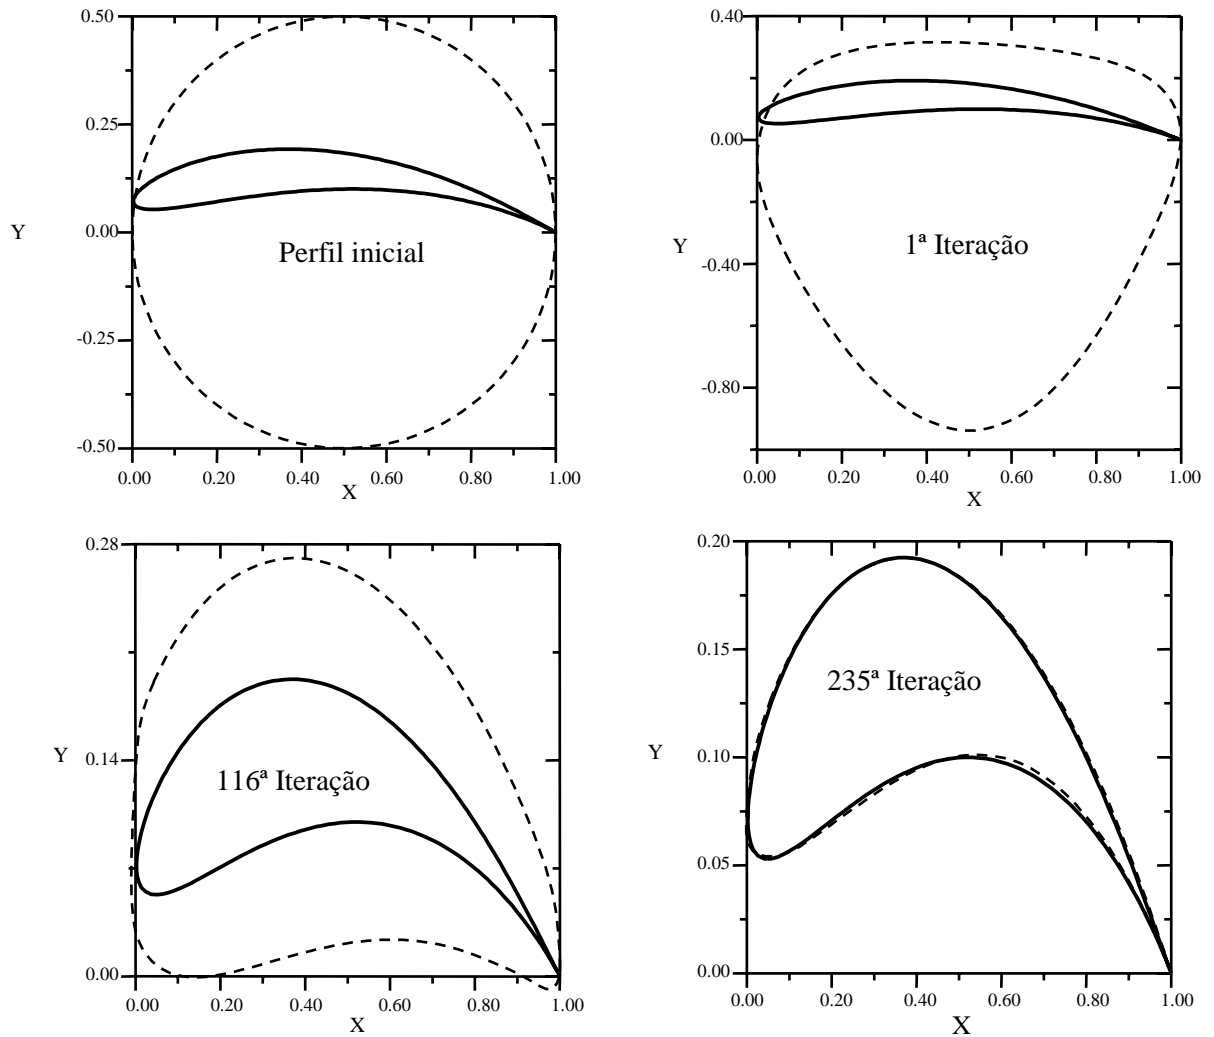 0.50
0.25
0.00
-0.25
-0.50
Y
Perfil inicial
0.00 0.20 0.40 0.60 0.80 1.00
X
0.40
0.00
-0.40
-0.80
Y
1ª Iteração
0.00 0.20 0.40 0.60 0.80 1.00
X
0.28
0.14
0.00
Y
116ª Iteração
0.00 0.20 0.40 0.60 0.80 1.00
X
0.20
0.15
0.10
0.05
0.00
Y
235ª Iteração
0.00 0.20 0.40 0.60 0.80 1.00
X